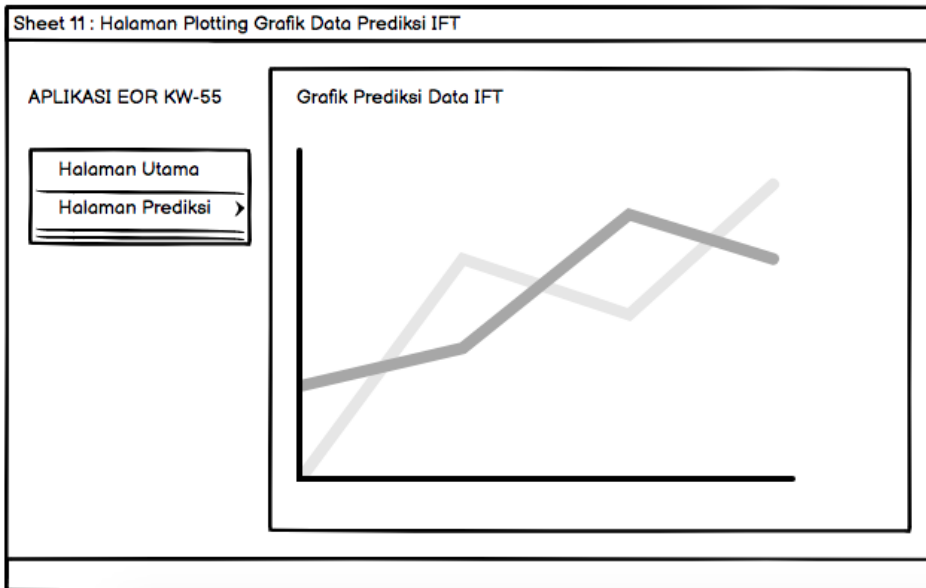 Sheet 11 : Halaman Plotting Grafik Data Prediksi IFT
APLIKASI EOR KW-55
Halaman Utama
Halaman Prediksi
Grafik Prediksi Data IFT